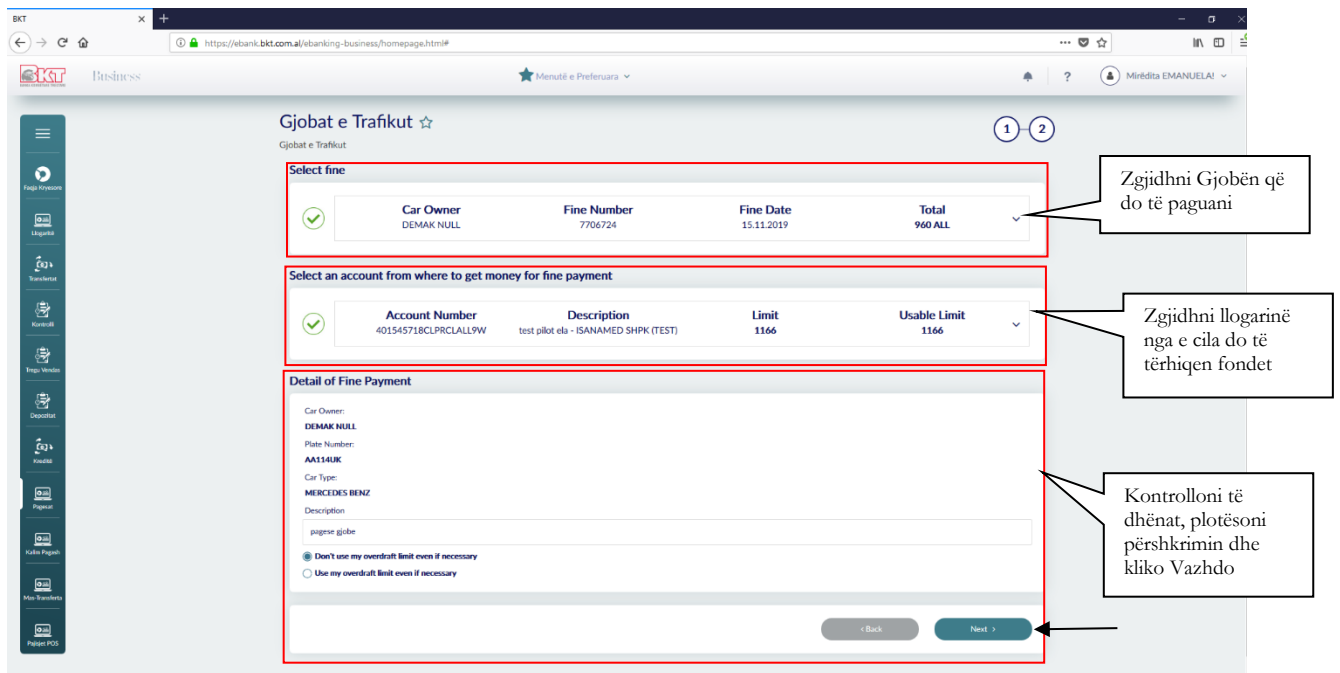 BKT
https://ebank.bkt.com.al/ebanking-business/homepage.html#
BKT Business
Menutë e Preferuara
?
Mirëdita EMANUELA!
Faqja Kryesore
Llogaritë
Transfertat
Kontrolli
Tregu Vendas
Depozitat
Kreditë
Pagesat
Kalim Pagash
Mas-Transferta
Pajisjet POS
Gjobat e Trafikut
Gjobat e Trafikut
1 2
Select fine
Car Owner Fine Number Fine Date Total
DEMAK NULL 7706724 15.11.2019 960 ALL
Select an account from where to get money for fine payment
Account Number Description Limit Usable Limit
401545718CLPRCLALL9W test pilot ela - ISANAMED SHPK (TEST) 1166 1166
Detail of Fine Payment
Car Owner:
DEMAK NULL
Plate Number:
AA114UK
Car Type:
MERCEDES BENZ
Description
pagese gjobe
Don't use my overdraft limit even if necessary
Use my overdraft limit even if necessary
< Back Next >
Zgjidhni Gjobën që
do të paguani
Zgjidhni llogarinë
nga e cila do të
tërhiqen fondet
Kontrolloni të
dhënat, plotësoni
përshkrimin dhe
kliko Vazhdo